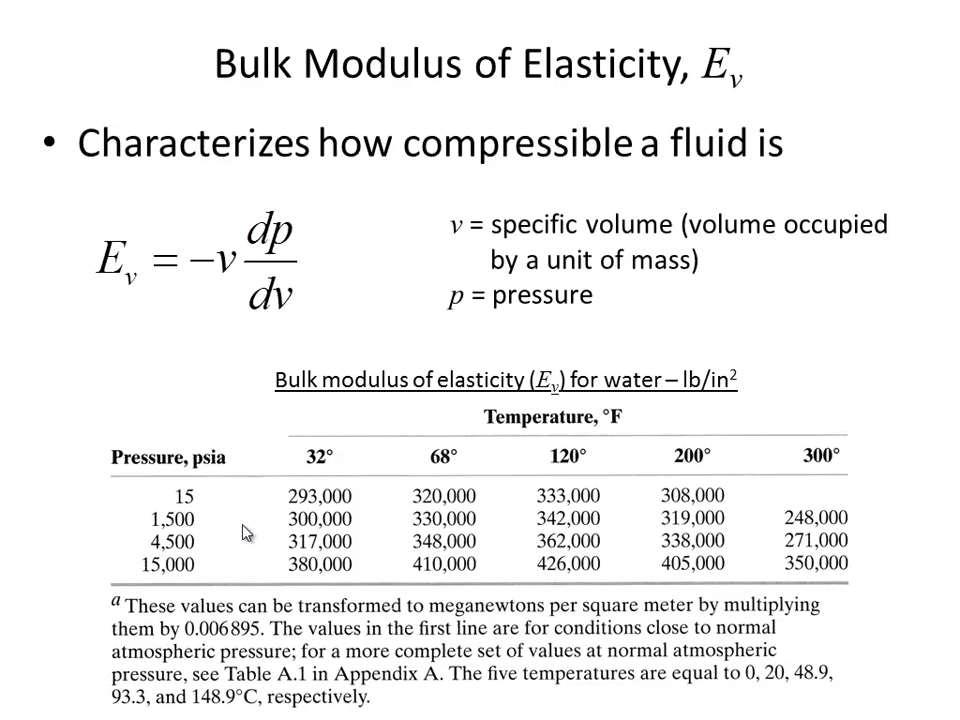 Bulk Modulus of Elasticity, Ev
• Characterizes how compressible a fluid is
Ev = −v dp/dv
v = specific volume (volume occupied
by a unit of mass)
p = pressure
Bulk modulus of elasticity (Ev) for water – lb/in2
Temperature, °F
Pressure, psia 32° 68° 120° 200° 300°
15 293,000 320,000 333,000 308,000
1,500 300,000 330,000 342,000 319,000 248,000
4,500 317,000 348,000 362,000 338,000 271,000
15,000 380,000 410,000 426,000 405,000 350,000
a These values can be transformed to meganewtons per square meter by multiplying
them by 0.006895. The values in the first line are for conditions close to normal
atmospheric pressure; for a more complete set of values at normal atmospheric
pressure, see Table A.1 in Appendix A. The five temperatures are equal to 0, 20, 48.9,
93.3, and 148.9°C, respectively.